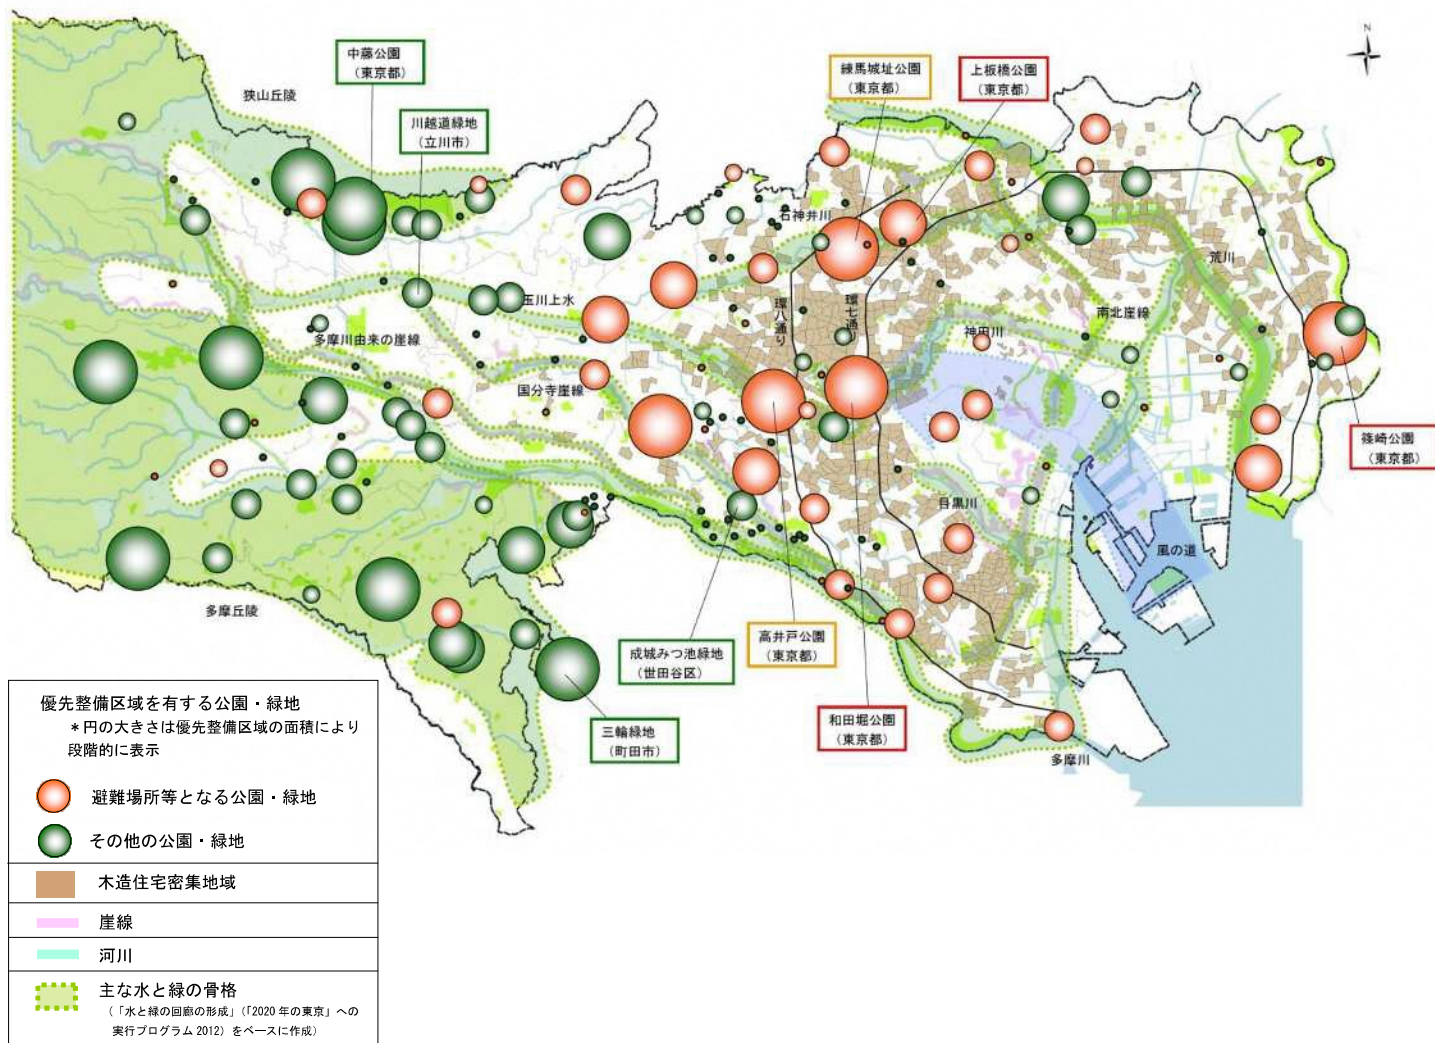 N
中藤公園
（東京都）
狭山丘陵
川越道緑地
（立川市）
練馬城址公園
（東京都）
上板橋公園
（東京都）
石神井川
荒川
玉川上水
環八通り
環七通り
南北崖線
神田川
多摩川由来の崖線
国分寺崖線
篠崎公園
（東京都）
目黒川
風の道
多摩丘陵
成城みつ池緑地
（世田谷区）
高井戸公園
（東京都）
三輪緑地
（町田市）
和田堀公園
（東京都）
多摩川
優先整備区域を有する公園・緑地
＊円の大きさは優先整備区域の面積により
段階的に表示
避難場所等となる公園・緑地
その他の公園・緑地
木造住宅密集地域
崖線
河川
主な水と緑の骨格
（「水と緑の回廊の形成」（「2020 年の東京」への
実行プログラム 2012）をベースに作成）